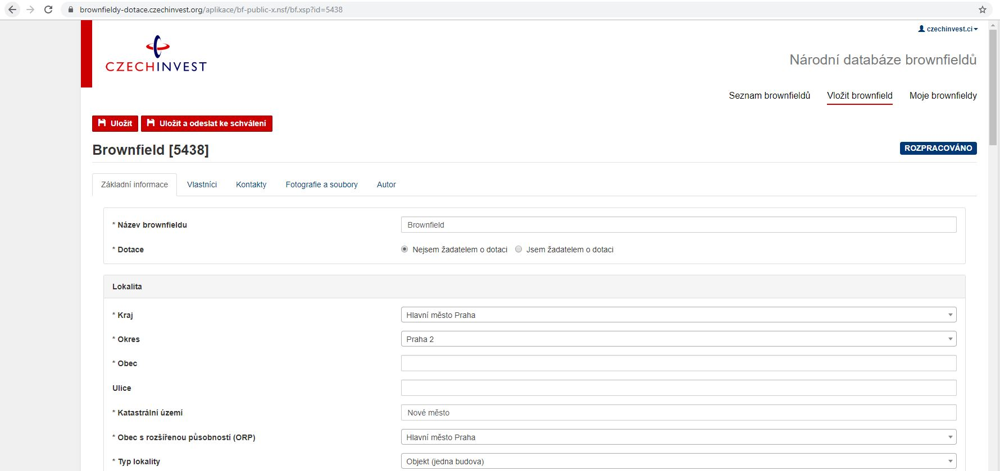 brownfieldy-dotace.czechinvest.org/aplikace/bf-public-x.nsf/bf.xsp?id=5438
czechinvest.ci
CZECHINVEST
Národní databáze brownfieldů
Seznam brownfieldů Vložit brownfield Moje brownfieldy
Uložit Uložit a odeslat ke schválení
Brownfield [5438] ROZPRACOVÁNO
Základní informace Vlastníci Kontakty Fotografie a soubory Autor
* Název brownfieldu Brownfield
* Dotace Nejsem žadatelem o dotaci Jsem žadatelem o dotaci
Lokalita
* Kraj Hlavní město Praha
* Okres Praha 2
* Obec
Ulice
* Katastrální území Nové město
* Obec s rozšířenou působností (ORP) Hlavní město Praha
* Typ lokality Objekt (jedna budova)